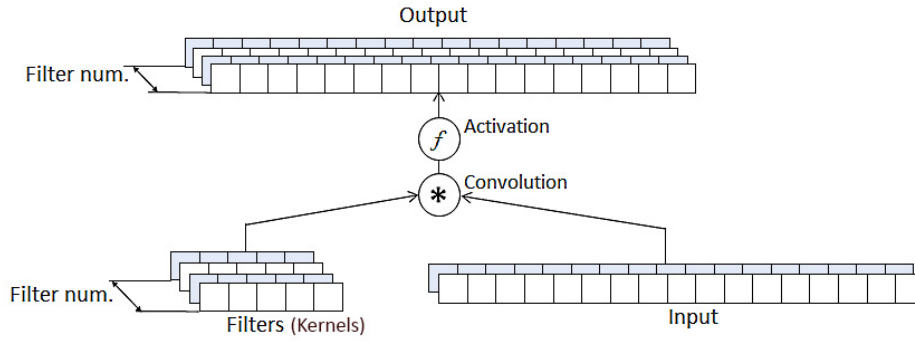 Output
Filter num.
f
Activation
*
Convolution
Filter num.
Filters (Kernels)
Input